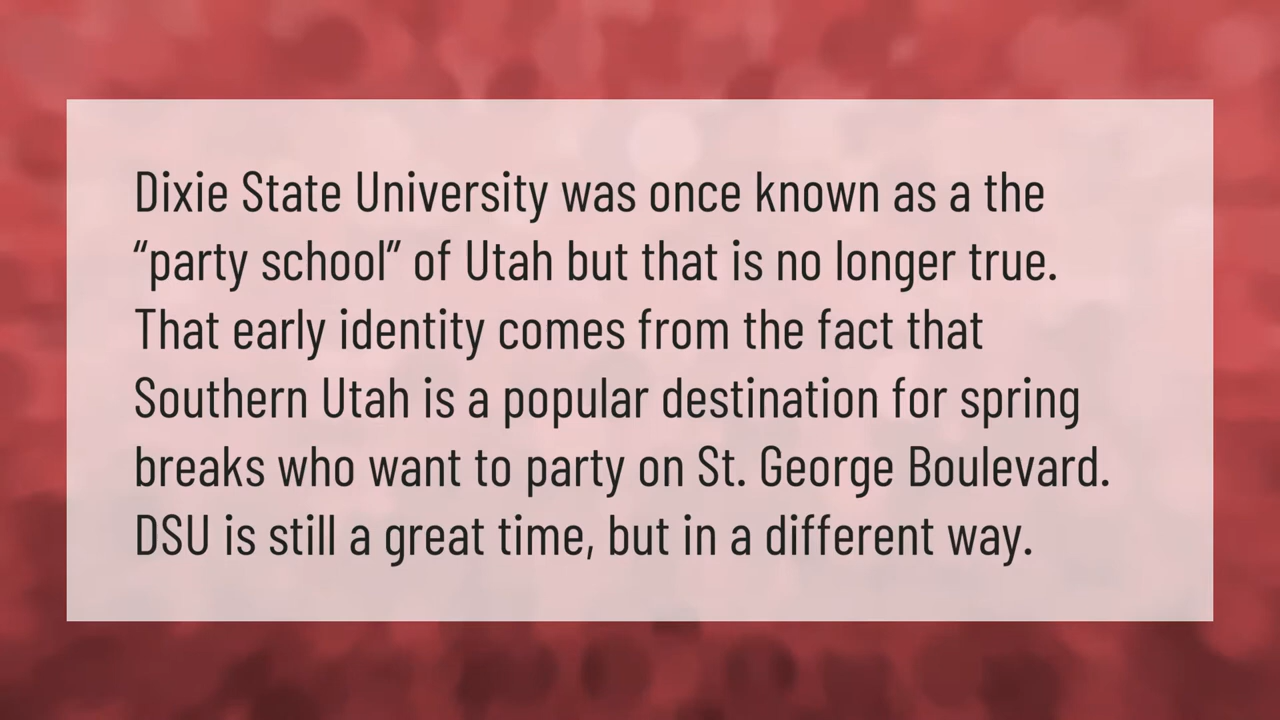 Dixie State University was once known as a the
“party school” of Utah but that is no longer true.
That early identity comes from the fact that
Southern Utah is a popular destination for spring
breaks who want to party on St. George Boulevard.
DSU is still a great time, but in a different way.